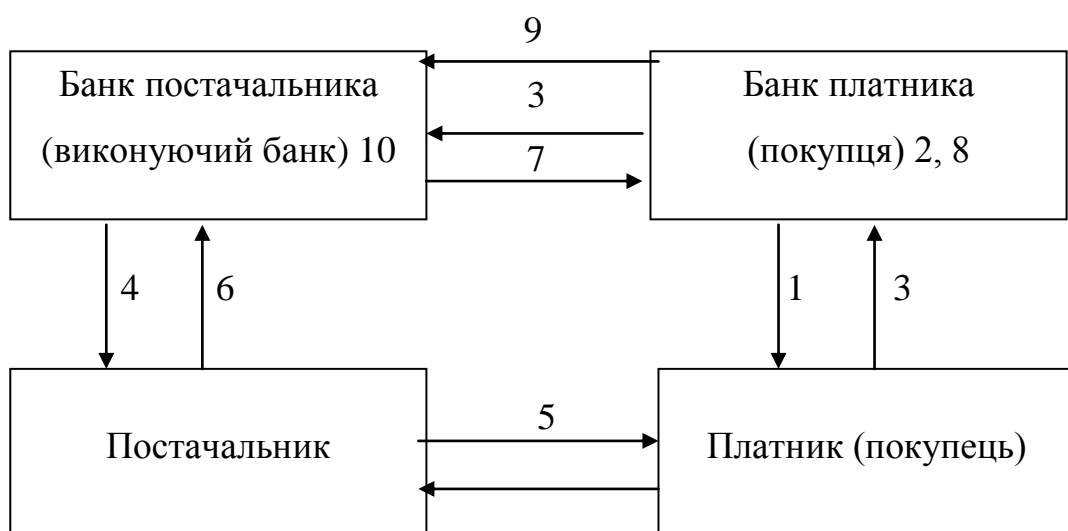 9
Банк постачальника
(виконуючий банк) 10
3
7
Банк платника
(покупця) 2, 8
4
6
1
3
Постачальник
5
Платник (покупець)